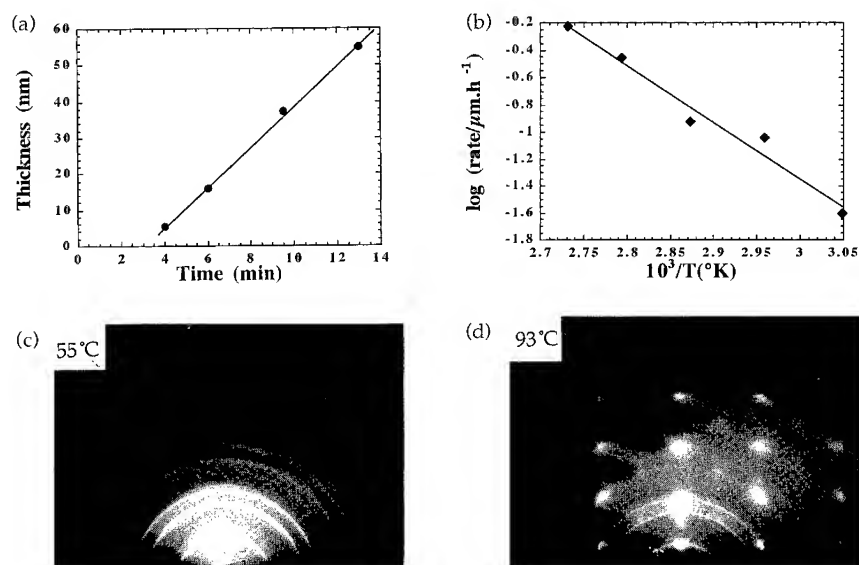 (a)
60
50
40
30
20
10
0
Thickness (nm)
0 2 4 6 8 10 12 14
Time (min)
(b)
-0.2
-0.4
-0.6
-0.8
-1
-1.2
-1.4
-1.6
-1.8
log (rate/μm.h⁻¹)
2.7 2.75 2.8 2.85 2.9 2.95 3 3.05
10³/T(°K)
(c)
55°C
(d)
93°C